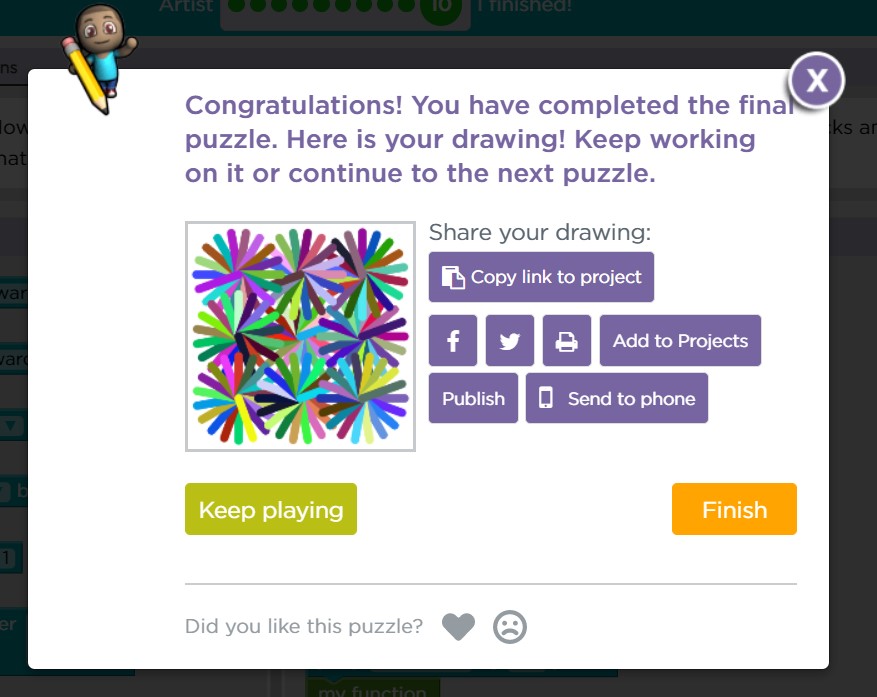 Artist 10 I finished!
Congratulations! You have completed the final
puzzle. Here is your drawing! Keep working
on it or continue to the next puzzle.
Share your drawing:
Copy link to project
Add to Projects
Publish
Send to phone
Keep playing
Finish
Did you like this puzzle?
X
my function